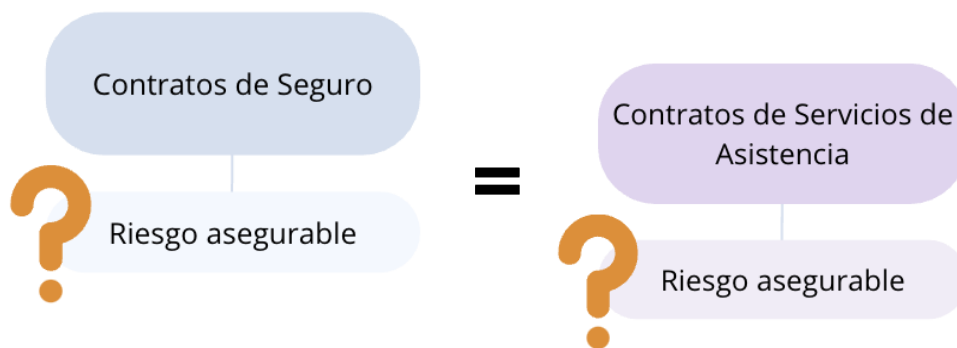 Contratos de Seguro
Riesgo asegurable
=
Contratos de Servicios de
Asistencia
Riesgo asegurable